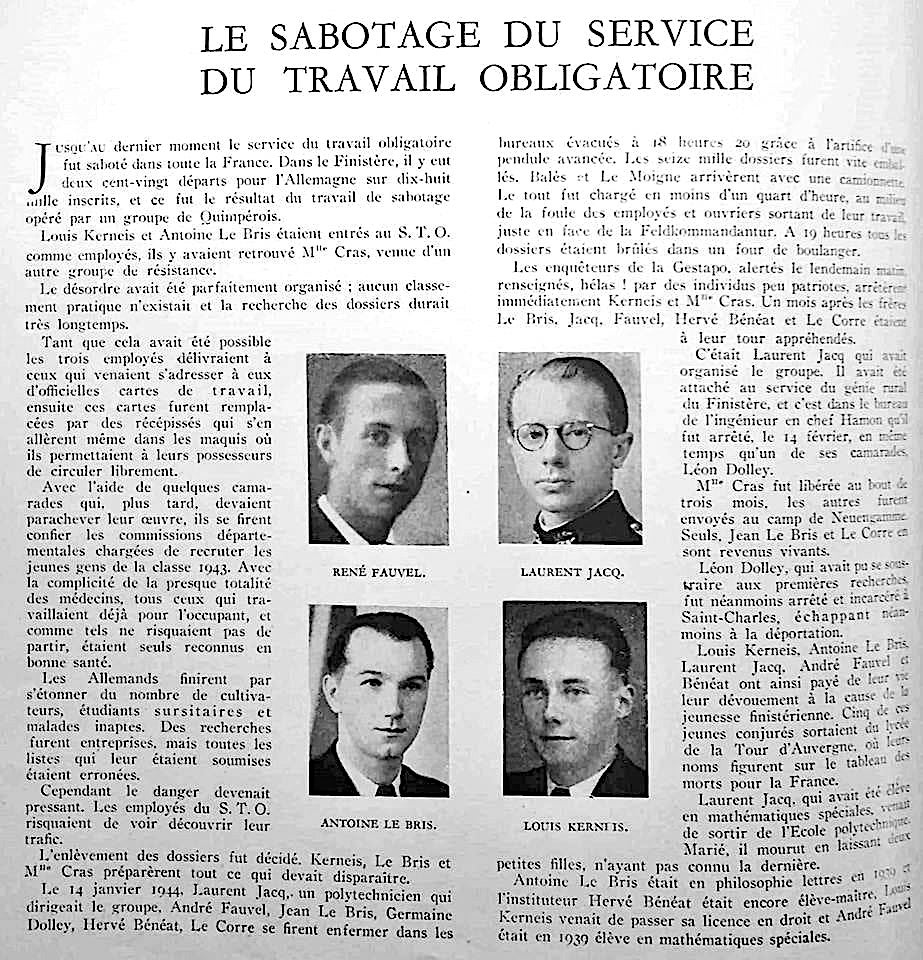 LE SABOTAGE DU SERVICE
DU TRAVAIL OBLIGATOIRE
JUSQU'AU dernier moment le service du travail obligatoire
fut saboté dans toute la France. Dans le Finistère, il y eut
deux cent-vingt départs pour l'Allemagne sur dix-huit
mille inscrits, et ce fut le résultat du travail de sabotage
opéré par un groupe de Quimpérois.
Louis Kerneis et Antoine Le Bris étaient entrés au S. T. O.
comme employés, ils y avaient retrouvé Mlle Cras, venue d'un
autre groupe de résistance.
Le désordre avait été parfaitement organisé ; aucun classe-
ment pratique n'existait et la recherche des dossiers durait
très longtemps.
Tant que cela avait été possible
les trois employés délivraient à
ceux qui venaient s'adresser à eux
d'officielles cartes de travail,
ensuite ces cartes furent rempla-
cées par des récépissés qui s'en
allèrent même dans les maquis où
ils permettaient à leurs possesseurs
de circuler librement.
Avec l'aide de quelques cama-
rades qui, plus tard, devaient
parachever leur œuvre, ils se firent
confier les commissions départe-
mentales chargées de recruter les
jeunes gens de la classe 1943. Avec
la complicité de la presque totalité
des médecins, tous ceux qui tra-
vaillaient déjà pour l'occupant, et
comme tels ne risquaient pas de
partir, étaient seuls reconnus en
bonne santé.
Les Allemands finirent par
s'étonner du nombre de cultiva-
teurs, étudiants sursitaires et
malades inaptes. Des recherches
furent entreprises, mais toutes les
listes qui leur étaient soumises
étaient erronées.
Cependant le danger devenait
pressant. Les employés du S. T. O.
risquaient de voir découvrir leur
trafic.
L'enlèvement des dossiers fut décidé. Kerneis, Le Bris et
Mlle Cras préparèrent tout ce qui devait disparaître.
Le 14 janvier 1944, Laurent Jacq, un polytechnicien qui
dirigeait le groupe, André Fauvel, Jean Le Bris, Germaine
Dolley, Hervé Bénéat, Le Corre se firent enfermer dans les
RENÉ FAUVEL.
LAURENT JACQ.
ANTOINE LE BRIS.
LOUIS KERNEIS.
bureaux évacués à 18 heures 20 grâce à l'artifice d'une
pendule avancée. Les seize mille dossiers furent vite embal-
lés. Balès et Le Moigne arrivèrent avec une camionnette.
Le tout fut chargé en moins d'un quart d'heure, au milieu
de la foule des employés et ouvriers sortant de leur travail,
juste en face de la Feldkommandantur. A 19 heures tous les
dossiers étaient brûlés dans un four de boulanger.
Les enquêteurs de la Gestapo, alertés le lendemain matin,
renseignés, hélas ! par des individus peu patriotes, arrêtèrent
immédiatement Kerneis et Mlle Cras. Un mois après les frères
Le Bris, Jacq, Fauvel, Hervé Bénéat et Le Corre étaient
à leur tour appréhendés.
C'était Laurent Jacq qui avait
organisé le groupe. Il avait été
attaché au service du génie rural
du Finistère, et c'est dans le bureau
de l'ingénieur en chef Hamon qu'il
fut arrêté, le 14 février, en même
temps qu'un de ses camarades,
Léon Dolley.
Mlle Cras fut libérée au bout de
trois mois, les autres furent
envoyés au camp de Neuengamme.
Seuls, Jean Le Bris et Le Corre en
sont revenus vivants.
Léon Dolley, qui avait pu se sous-
traire aux premières recherches,
fut néanmoins arrêté et incarcéré à
Saint-Charles, échappant néan-
moins à la déportation.
Louis Kerneis, Antoine Le Bris,
Laurent Jacq, André Fauvel et
Bénéat ont ainsi payé de leur vie
leur dévouement à la cause de la
jeunesse finistérienne. Cinq de ces
jeunes conjurés sortaient du lycée
de la Tour d'Auvergne, où leurs
noms figurent sur le tableau des
morts pour la France.
Laurent Jacq, qui avait été élève
en mathématiques spéciales, venait
de sortir de l'Ecole polytechnique.
Marié, il mourut en laissant deux
petites filles, n'ayant pas connu la dernière.
Antoine Le Bris était en philosophie lettres en 1939 et
l'instituteur Hervé Bénéat était encore élève-maître, Louis
Kerneis venait de passer sa licence en droit et André Fauvel
était en 1939 élève en mathématiques spéciales.